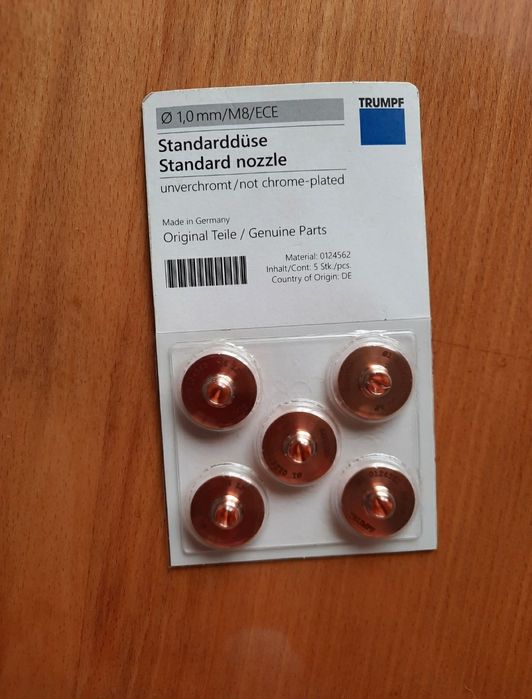 Ø 1,0 mm/M8/ECE
TRUMPF
Standarddüse
Standard nozzle
unverchromt/not chrome-plated
Made in Germany
Original Teile / Genuine Parts
Material: 0124562
Inhalt/Cont: 5 Stk./pcs.
Country of Origin: DE
TRUMPF